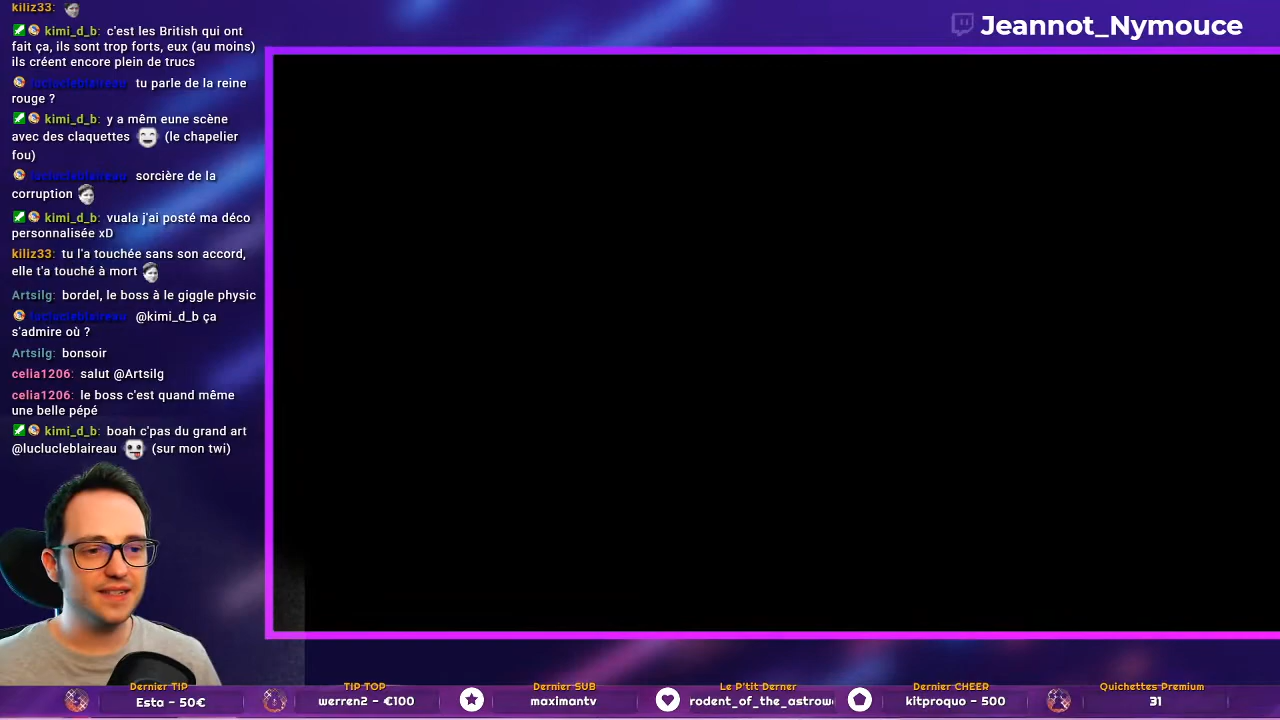 kiliz33:
Jeannot_Nymouce
kimi_d_b: c'est les British qui ont
fait ça, ils sont trop forts, eux (au moins)
ils créent encore plein de trucs
lucluclebLaireau tu parle de la reine
rouge ?
kimi_d_b: y a mêm eune scène
avec des claquettes (le chapelier
fou)
luclucleblaireau sorcière de la
corruption
kimi_d_b: vuala j'ai posté ma déco
personnalisée xD
kiliz33: tu l'a touchée sans son accord,
elle t'a touché à mort
Artsilg: bordel, le boss à le giggle physic
luclucleblaireau @kimi_d_b ça
s'admire où ?
Artsilg: bonsoir
celia1206: salut @Artsilg
celia1206: le boss c'est quand même
une belle pépé
kimi_d_b: boah c'pas du grand art
@luclucleblaireau (sur mon twi)
Dernier TIP
Esta - 50€
TIP TOP
werren2 - €100
Dernier SUB
maximantv
Le P'tit Derner
rodent_of_the_astrow
Dernier CHEER
kitproquo - 500
Quichettes Premium
31